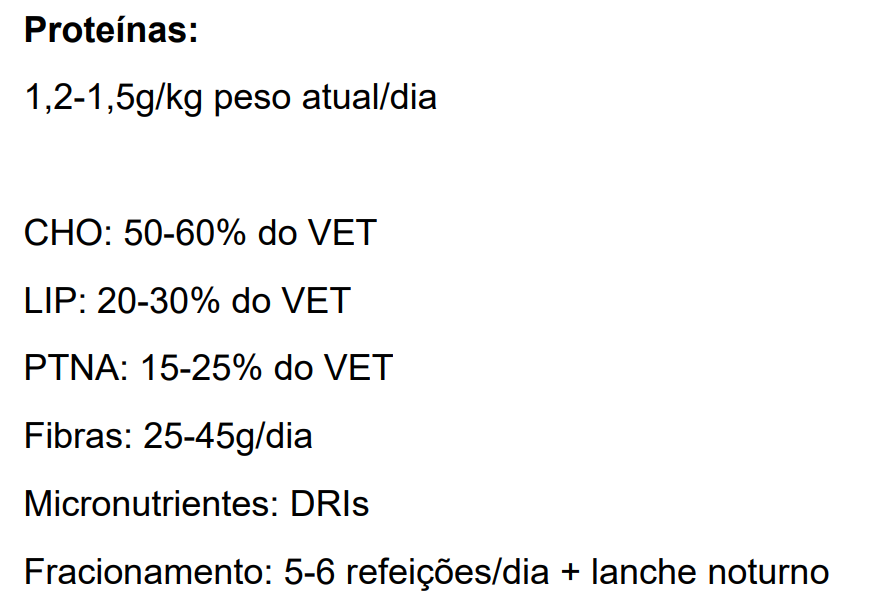 Proteínas:
1,2-1,5g/kg peso atual/dia
CHO: 50-60% do VET
LIP: 20-30% do VET
PTNA: 15-25% do VET
Fibras: 25-45g/dia
Micronutrientes: DRIs
Fracionamento: 5-6 refeições/dia + lanche noturno